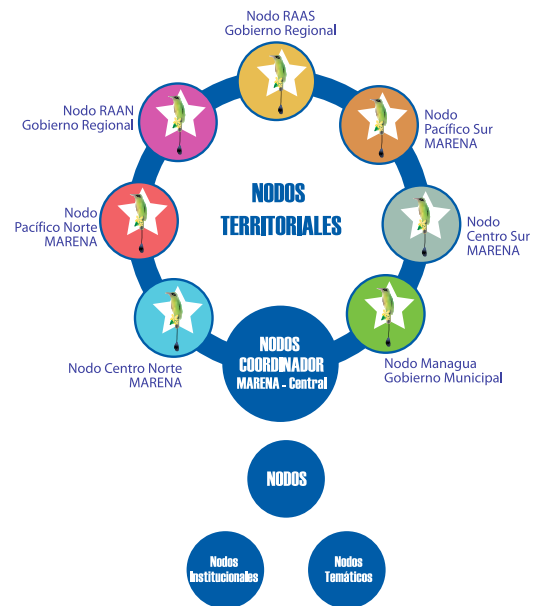 Nodo RAAS
Gobierno Regional
Nodo RAAN
Gobierno Regional
Nodo
Pacífico Sur
MARENA
NODOS
TERRITORIALES
Nodo
Pacífico Norte
MARENA
Nodo
Centro Sur
MARENA
Nodo Centro Norte
MARENA
NODOS
COORDINADOR
MARENA - Central
Nodo Managua
Gobierno Municipal
NODOS
Nodos
Institucionales
Nodos
Temáticos